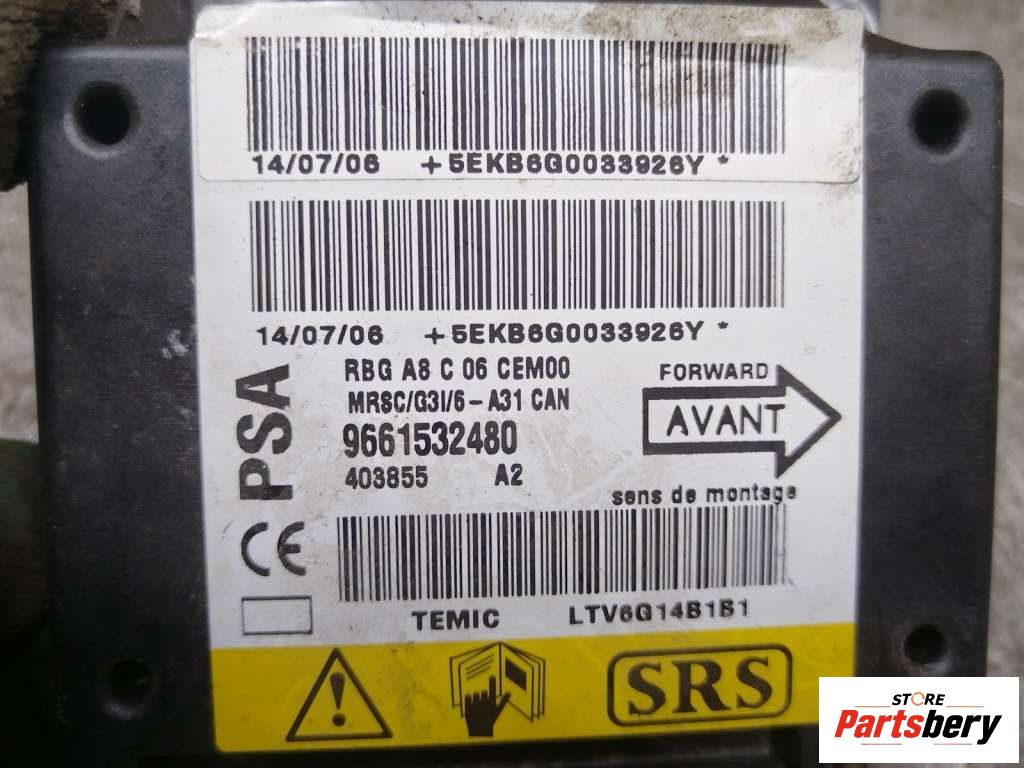 14/07/06 +5EKB6G0033926Y *
14/07/06 +5EKB6G0033926Y *
PSA
RBG A8 C 06 CEM00
MRSC/G3I/6-A31 CAN
9661532480
403855 A2
FORWARD
AVANT
sens de montage
CE
TEMIC LTV6G14B1B1
SRS
STORE
Partsbery